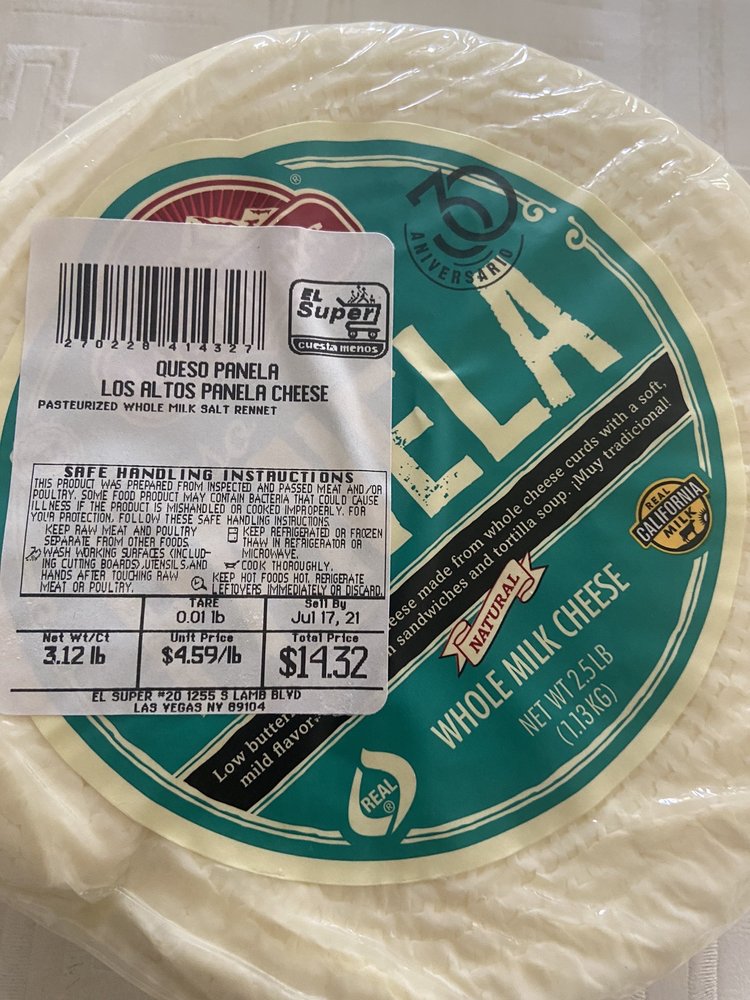 30
ANIVERSARIO
®
2 70228 414327
EL
Super
cuesta menos
QUESO PANELA
LOS ALTOS PANELA CHEESE
PASTEURIZED WHOLE MILK SALT RENNET
SAFE HANDLING INSTRUCTIONS
THIS PRODUCT WAS PREPARED FROM INSPECTED AND PASSED MEAT AND/OR
POULTRY. SOME FOOD PRODUCT MAY CONTAIN BACTERIA THAT COULD CAUSE
ILLNESS IF THE PRODUCT IS MISHANDLED OR COOKED IMPROPERLY. FOR
YOUR PROTECTION, FOLLOW THESE SAFE HANDLING INSTRUCTIONS.
KEEP RAW MEAT AND POULTRY
SEPARATE FROM OTHER FOODS.
WASH WORKING SURFACES (INCLUD-
ING CUTTING BOARDS),UTENSILS,AND
HANDS AFTER TOUCHING RAW
MEAT OR POULTRY.
KEEP REFRIGERATED OR FROZEN
THAW IN REFRIGERATOR OR
MICROWAVE.
COOK THOROUGHLY.
KEEP HOT FOODS HOT. RERIGERATE
LEFTOVERS IMMEDIATELY OR DISCARD.
TARE
0.01 lb
Sell By
Jul 17, 21
Net Wt/Ct
3.12 lb
Unit Price
$4.59/lb
Total Price
$14.32
EL SUPER #20 1255 S LAMB BLVD
LAS VEGAS NV 89104
ELA
eese made from whole cheese curds with a soft,
n sandwiches and tortilla soup. ¡Muy tradicional!
Low butter
mild flavor
NATURAL
WHOLE MILK CHEESE
NET WT 2.5 LB
(1.13 KG)
REAL
CALIFORNIA
MILK
REAL
®